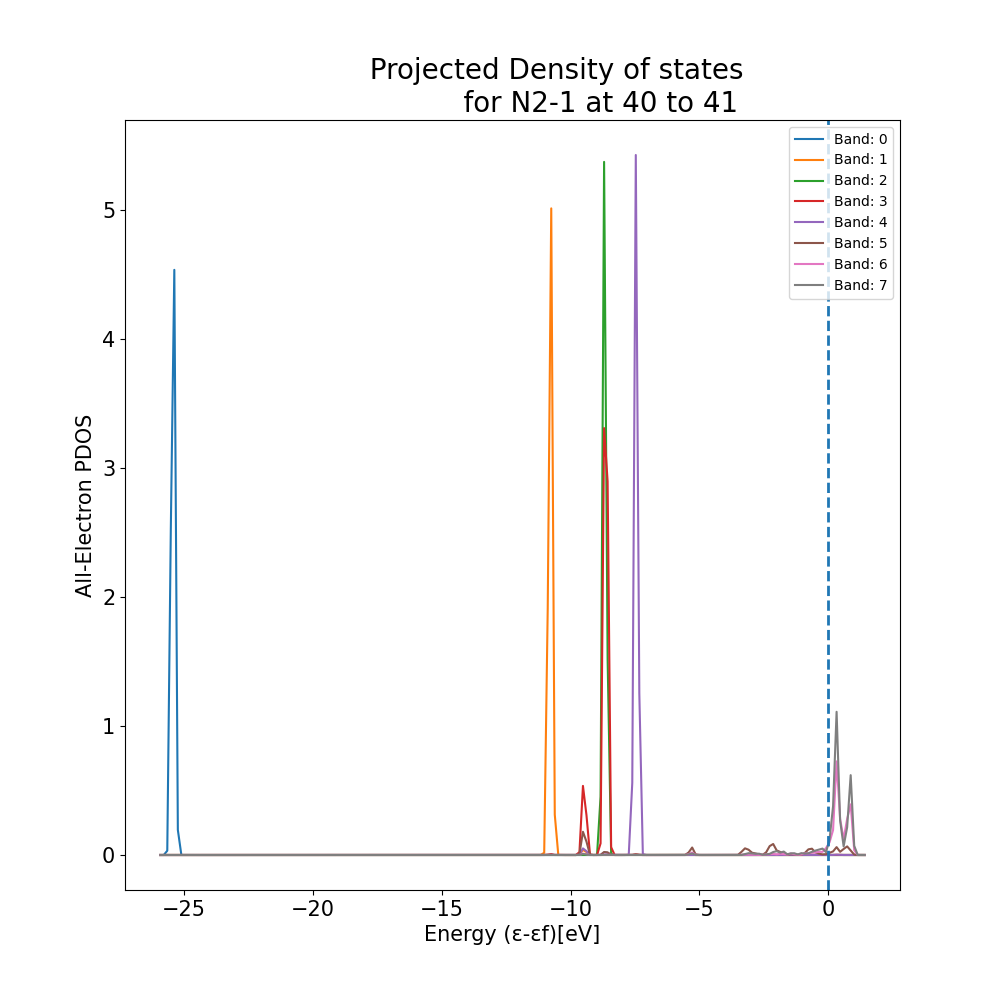 Projected Density of states
for N2-1 at 40 to 41
Band: 0
Band: 1
Band: 2
Band: 3
Band: 4
Band: 5
Band: 6
Band: 7
All-Electron PDOS
5
4
3
2
1
0
−25 −20 −15 −10 −5 0
Energy (ε-εf)[eV]